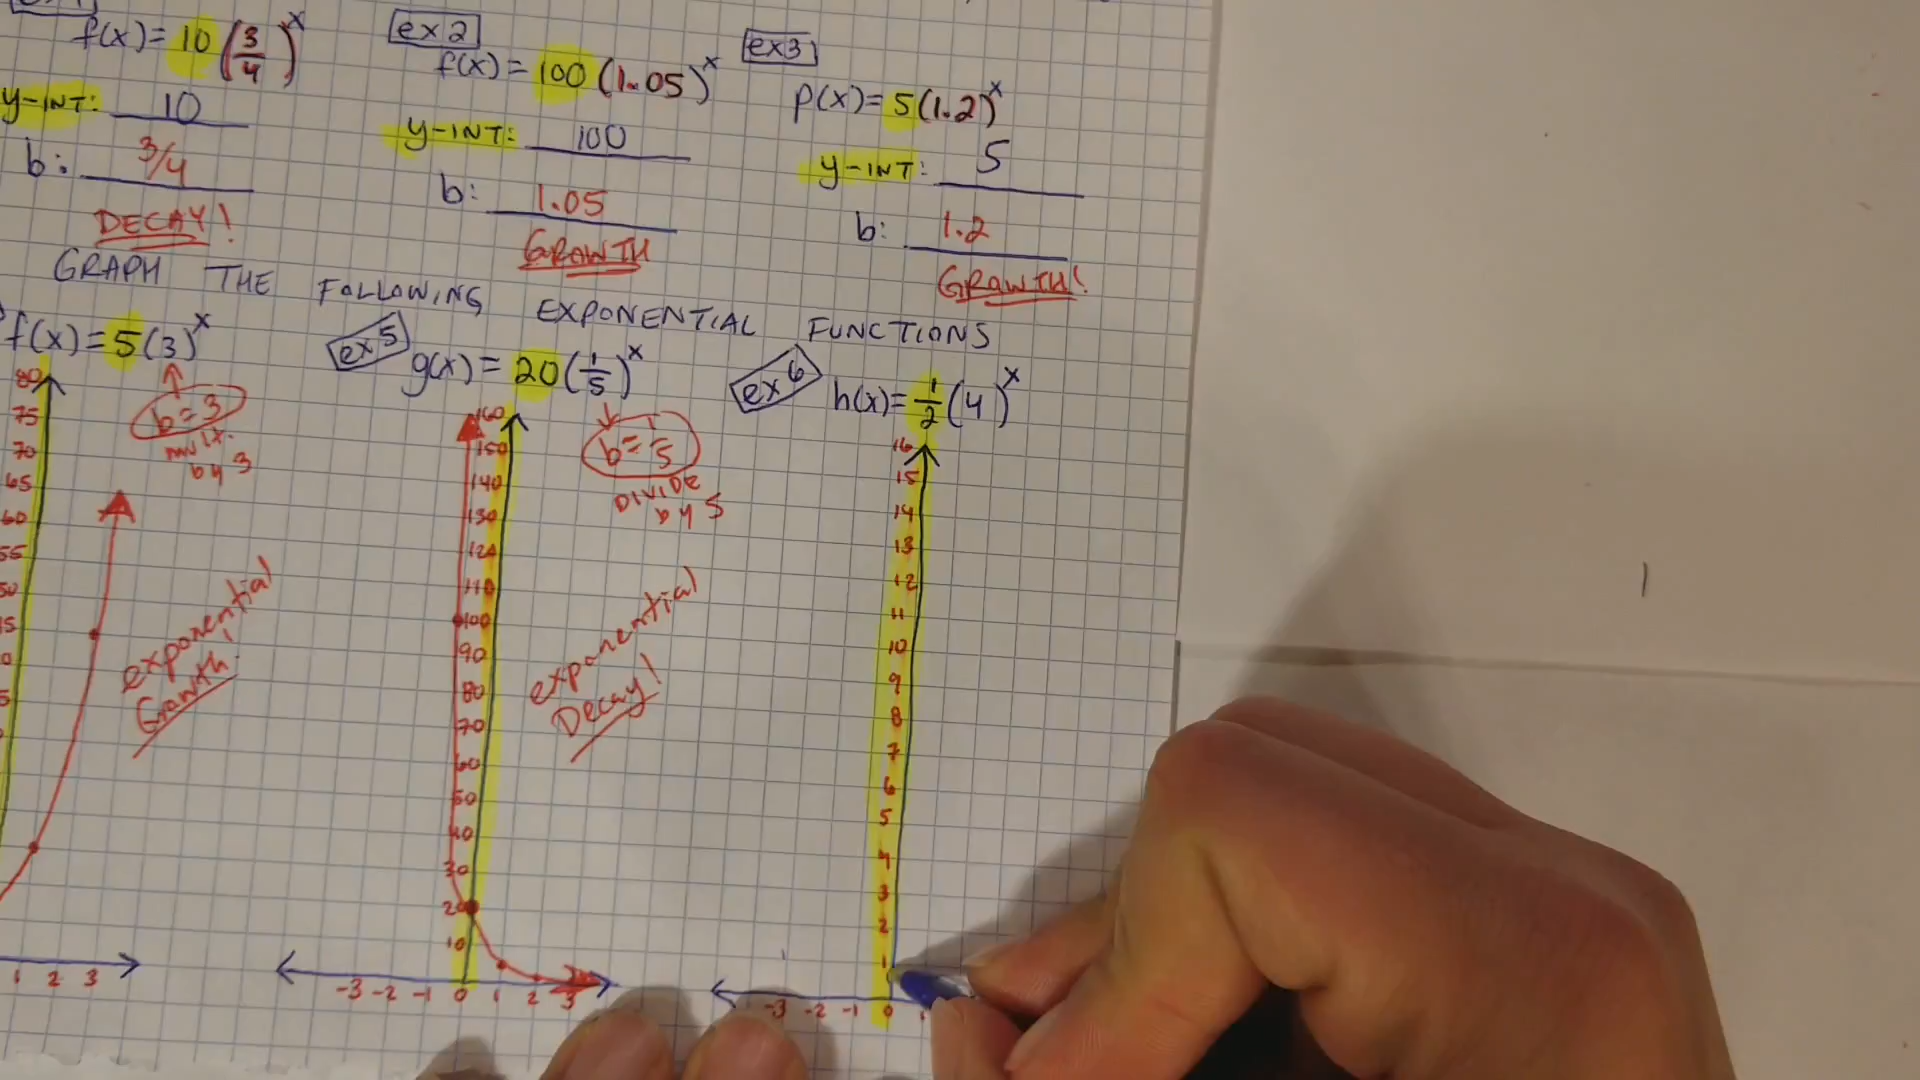 f(x) = 10 (3/4)^x
y-INT: 10
b: 3/4
DECAY!
ex 2
f(x) = 100 (1.05)^x
y-INT: 100
b: 1.05
GROWTH
ex3
p(x) = 5(1.2)^x
y-INT: 5
b: 1.2
GROWTH!
GRAPH THE FOLLOWING EXPONENTIAL FUNCTIONS
f(x) = 5(3)^x
b = 3
mult.
by 3
80
75
70
65
60
55
50
exponential
Growth!
1 2 3
ex 5
g(x) = 20(1/5)^x
b = 1/5
DIVIDE
by 5
160
150
140
130
120
110
100
90
80
70
60
50
40
30
20
10
exponential
Decay!
-3 -2 -1 0 1 2 3
ex 6
h(x) = 1/2 (4)^x
16
15
14
13
12
11
10
9
8
7
6
5
4
3
2
1
-3 -2 -1 0